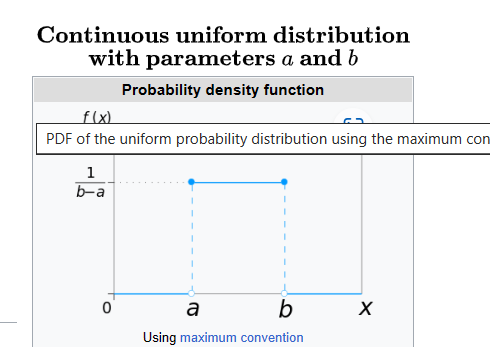 Continuous uniform distribution
with parameters a and b
Probability density function
f(x)
PDF of the uniform probability distribution using the maximum con
1
b−a
0 a b x
Using maximum convention